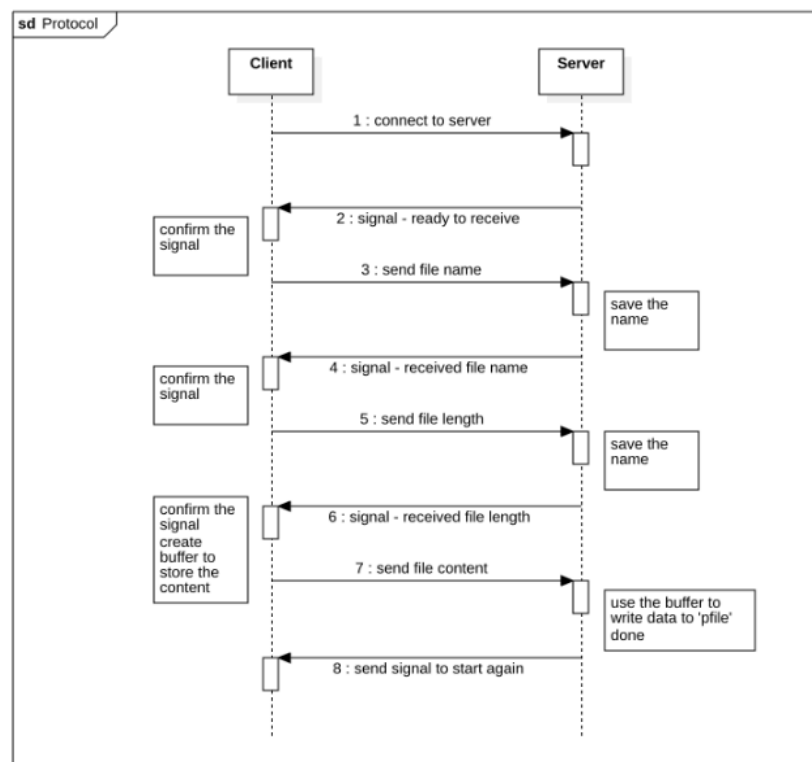 sd Protocol
Client
Server
1 : connect to server
2 : signal - ready to receive
confirm the
signal
3 : send file name
save the
name
4 : signal - received file name
confirm the
signal
5 : send file length
save the
name
confirm the
signal
create
buffer to
store the
content
6 : signal - received file length
7 : send file content
use the buffer to
write data to 'pfile'
done
8 : send signal to start again